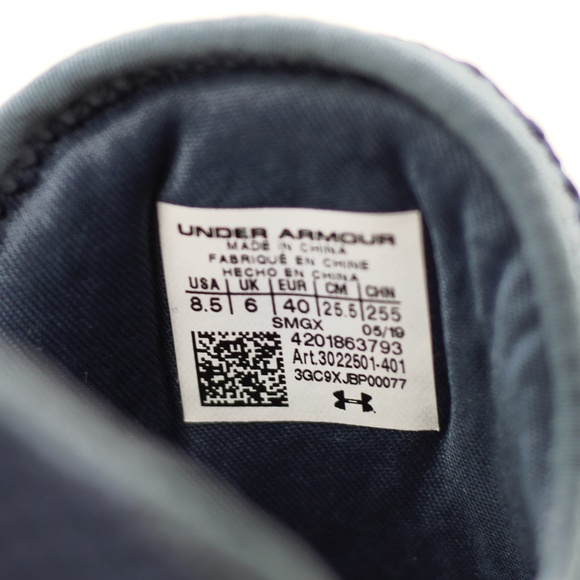 UNDER ARMOUR
MADE IN CHINA
FABRIQUÉ EN CHINE
HECHO EN CHINA
USA | UK | EUR | CM | CHN
8.5 | 6 | 40 | 25.5 | 255
SMGX 05/19
4201863793
Art.3022501-401
3GC9XJBP00077